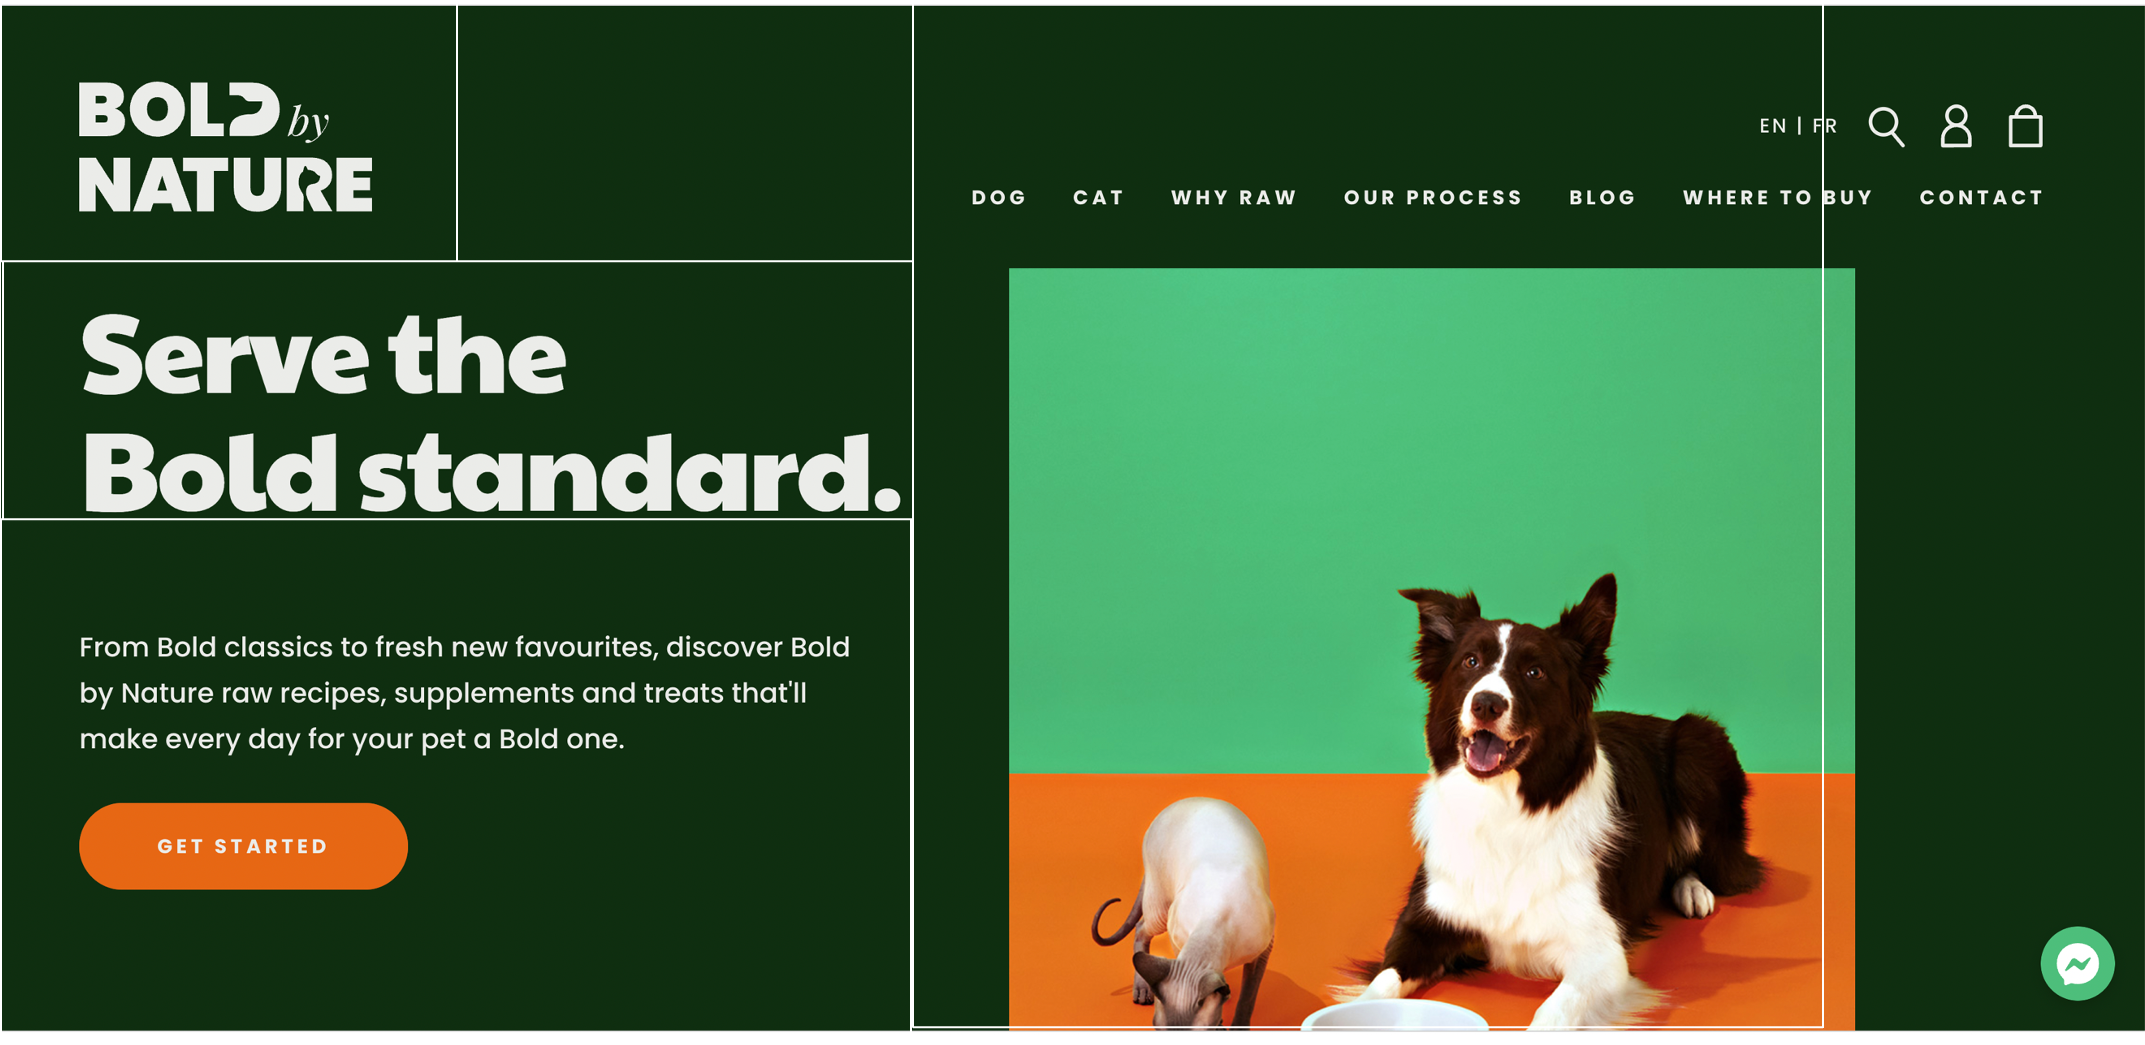 BOLD by
NATURE
EN | FR
DOG CAT WHY RAW OUR PROCESS BLOG WHERE TO BUY CONTACT
Serve the
Bold standard.
From Bold classics to fresh new favourites, discover Bold
by Nature raw recipes, supplements and treats that'll
make every day for your pet a Bold one.
GET STARTED